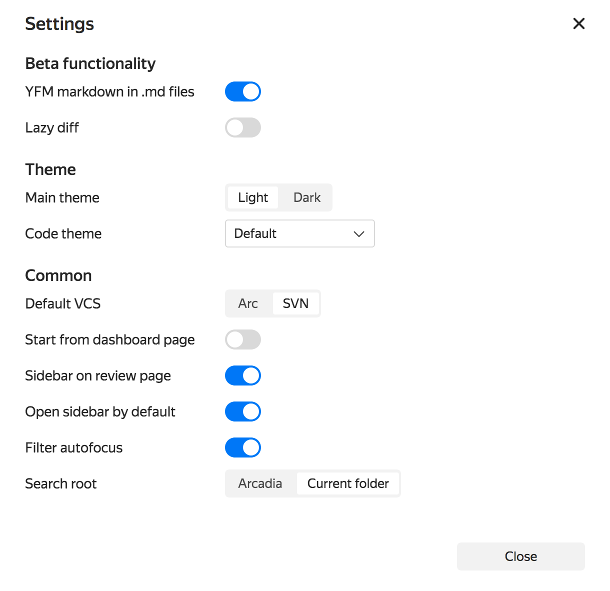 Settings
Beta functionality
YFM markdown in .md files
Lazy diff
Theme
Main theme Light Dark
Code theme Default
Common
Default VCS Arc SVN
Start from dashboard page
Sidebar on review page
Open sidebar by default
Filter autofocus
Search root Arcadia Current folder
Close